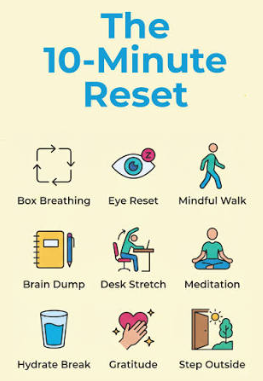 The
10-Minute
Reset
Box Breathing
Eye Reset
Mindful Walk
Brain Dump
Desk Stretch
Meditation
Hydrate Break
Gratitude
Step Outside